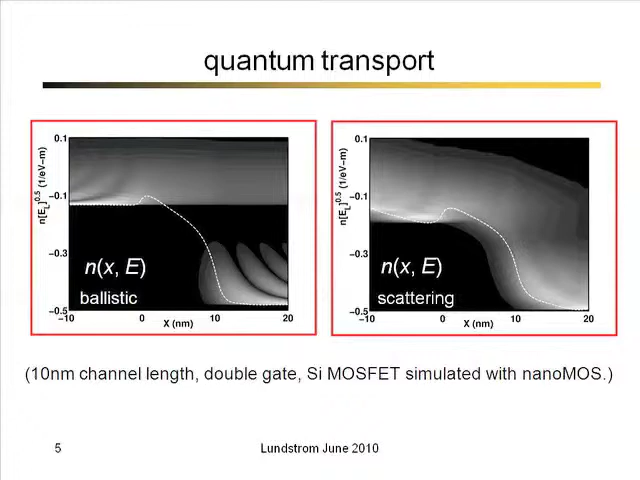 quantum transport
0.1
−0.1
−0.3
−0.5
n[E_L]^0.5 (1/eV−m)
n(x, E)
ballistic
−10
0
10
20
X (nm)
0.1
−0.1
−0.3
−0.5
n[E_L]^0.5 (1/eV−m)
n(x, E)
scattering
−10
0
10
20
X (nm)
(10nm channel length, double gate, Si MOSFET simulated with nanoMOS.)
5
Lundstrom June 2010